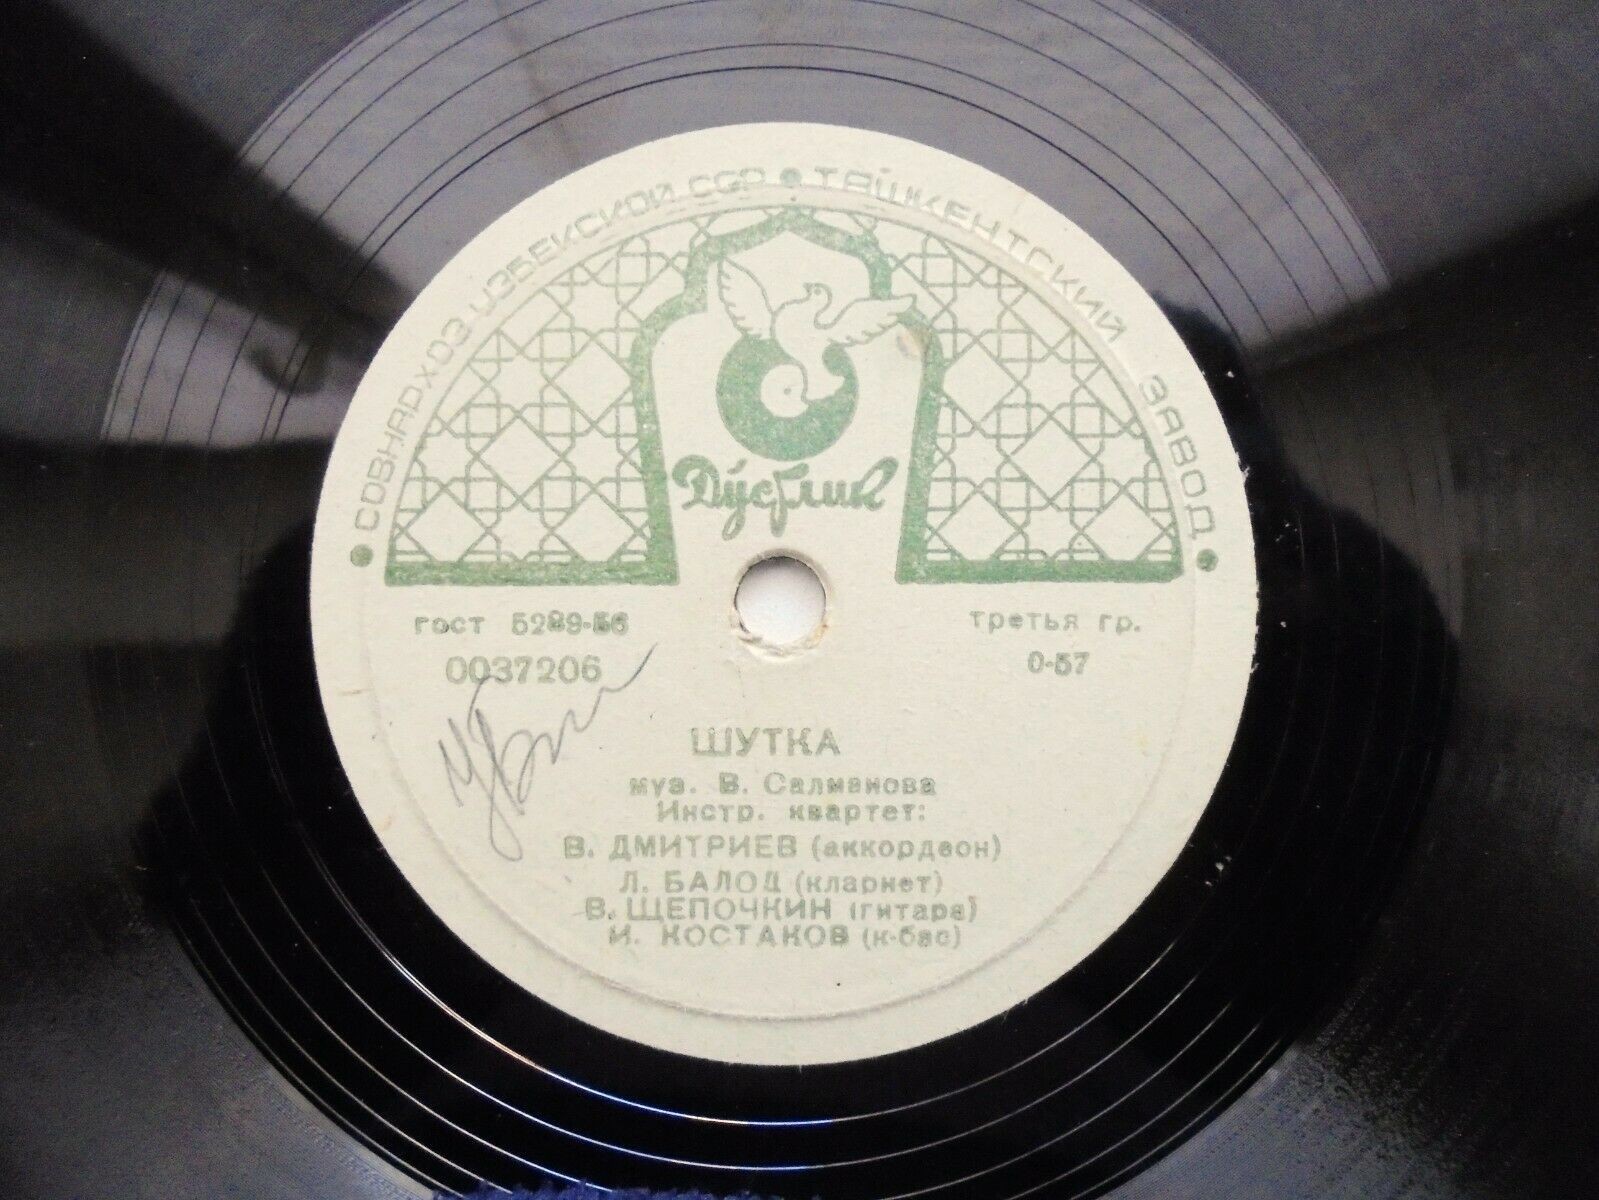 • СОВНАРХОЗ УЗБЕКСКОЙ ССР • ТАШКЕНТСКИЙ ЗАВОД •
Дўстлик
гост 5289-56
третья гр.
0037206
0-57
ШУТКА
муз. В. Салманова
Инстр. квартет:
В. ДМИТРИЕВ (аккордеон)
Л. БАЛОД (кларнет)
В. ЩЕПОЧКИН (гитара)
И. КОСТАКОВ (к-бас)